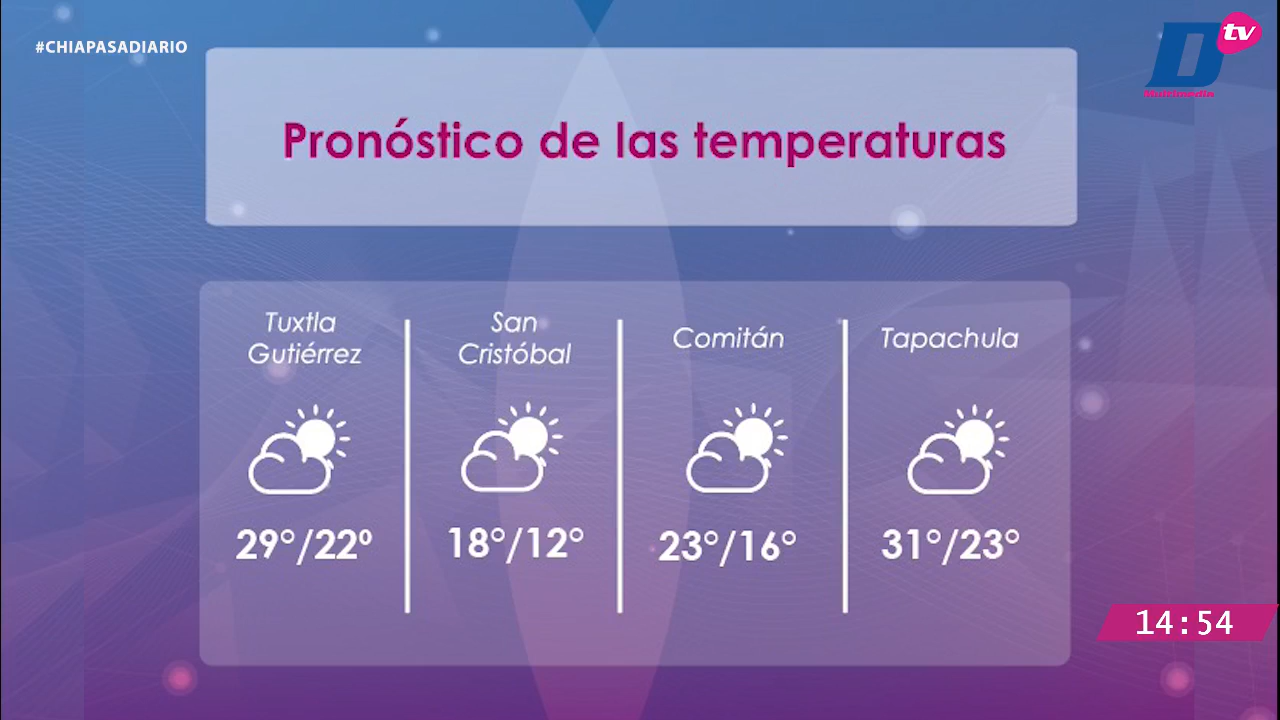 #CHIAPASADIARIO
D tv
Multimedia
Pronóstico de las temperaturas
Tuxtla
Gutiérrez
San
Cristóbal
Comitán
Tapachula
29°/22º
18°/12°
23°/16°
31°/23°
14:54